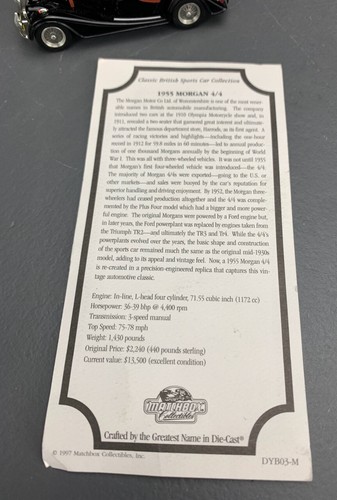 Classic British Sports Car Collection
1955 MORGAN 4/4
The Morgan Motor Co Ltd. of Worcestershire is one of the most remark-
able names in British automobile manufacturing. The company
introduced two cars at the 1910 Olympia Motorcycle show and, in
1911, revealed a two-seater that garnered great interest and ultimate-
ly attracted the famous department store, Harrods, as its first agent. A
series of racing victories and highlights—including the one-hour
record in 1912 for 59.8 miles in 60 minutes—led to annual produc-
tion of one thousand Morgans annually by the beginning of World
War I. This was all with three-wheeled vehicles. It was not until 1935
that Morgan's first four-wheeled vehicle was introduced—the 4/4.
The majority of Morgan 4/4s were exported—going to the U.S. or
other markets—and sales were buoyed by the car's reputation for
superior handling and driving enjoyment. By 1952, the Morgan three-
wheelers had ceased production altogether and the 4/4 was comple-
mented by the Plus Four model which had a bigger and more power-
ful engine. The original Morgans were powered by a Ford engine but,
in later years, the Ford powerplant was replaced by engines taken from
the Triumph TR2—and ultimately the TR3 and Tr4. While the 4/4's
powerplants evolved over the years, the basic shape and construction
of the sports car remained much the same as the original mid-1930s
model, adding to its appeal and vintage feel. Now, a 1955 Morgan 4/4
is re-created in a precision-engineered replica that captures this vin-
tage automotive classic.
Engine: In-line, L-head four cylinder, 71.55 cubic inch (1172 cc)
Horsepower: 36-39 bhp @ 4,400 rpm
Transmission: 3-speed manual
Top Speed: 75-78 mph
Weight: 1,430 pounds
Original Price: $2,240 (440 pounds sterling)
Current value: $13,500 (excellent condition)
MATCHBOX
Collectibles
Crafted by the Greatest Name in Die-Cast®
© 1997 Matchbox Collectibles, Inc.
DYB03-M